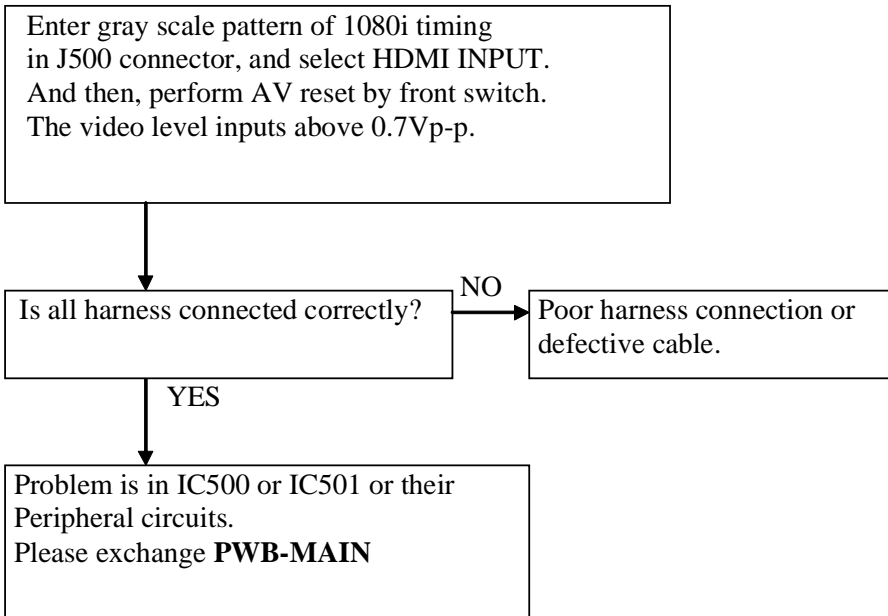 Enter gray scale pattern of 1080i timing
in J500 connector, and select HDMI INPUT.
And then, perform AV reset by front switch.
The video level inputs above 0.7Vp-p.
Is all harness connected correctly?
NO
Poor harness connection or
defective cable.
YES
Problem is in IC500 or IC501 or their
Peripheral circuits.
Please exchange PWB-MAIN